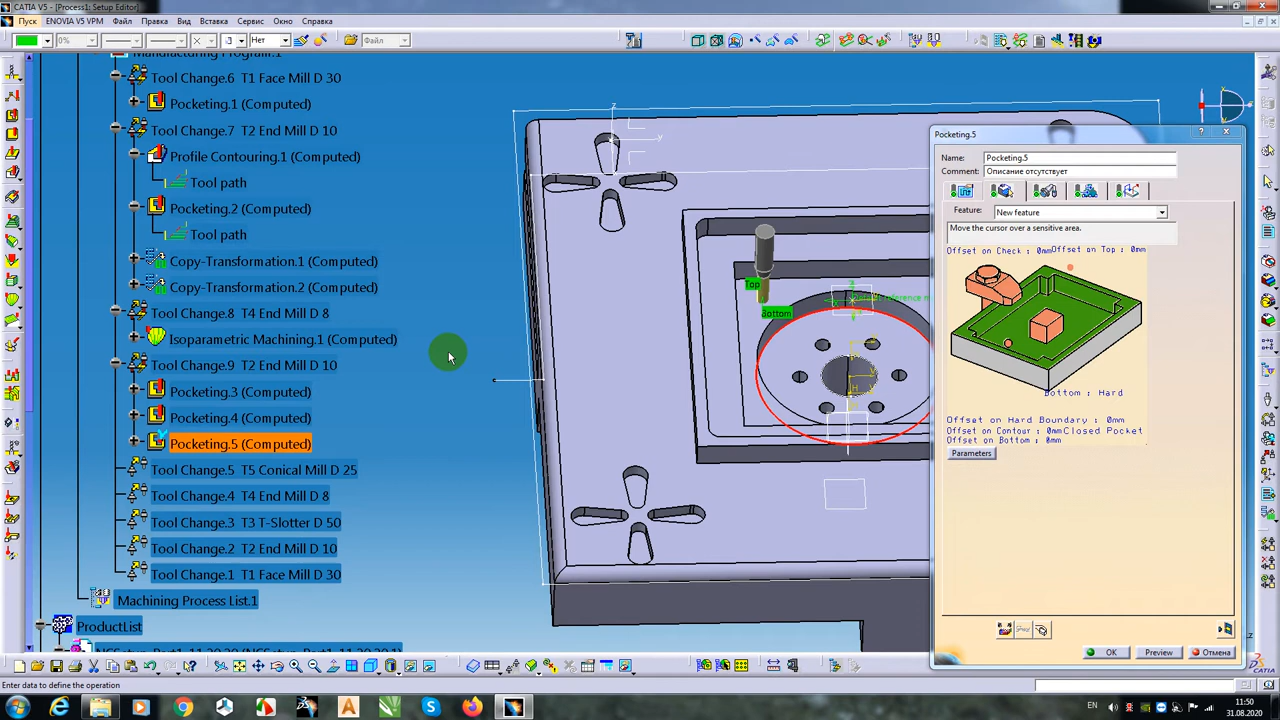 CATIA V5 - [Process1: Setup Editor]
Пуск ENOVIA V5 VPM Файл Правка Вид Вставка Сервис Окно Справка
0% Нет Файл
Tool Change.6 T1 Face Mill D 30
Pocketing.1 (Computed)
Tool Change.7 T2 End Mill D 10
Profile Contouring.1 (Computed)
Tool path
Pocketing.2 (Computed)
Tool path
Copy-Transformation.1 (Computed)
Copy-Transformation.2 (Computed)
Tool Change.8 T4 End Mill D 8
Isoparametric Machining.1 (Computed)
Tool Change.9 T2 End Mill D 10
Pocketing.3 (Computed)
Pocketing.4 (Computed)
Pocketing.5 (Computed)
Tool Change.5 T5 Conical Mill D 25
Tool Change.4 T4 End Mill D 8
Tool Change.3 T3 T-Slotter D 50
Tool Change.2 T2 End Mill D 10
Tool Change.1 T1 Face Mill D 30
Machining Process List.1
ProductList
z
y
Top
Bottom
Pocketing.5
Name: Pocketing.5
Comment: Описание отсутствует
Feature: New feature
Move the cursor over a sensitive area.
Offset on Check : 0mm Offset on Top : 0mm
Bottom : Hard
Offset on Hard Boundary : 0mm
Offset on Contour : 0mm Closed Pocket
Offset on Bottom : 0mm
Parameters
OK Preview Отмена
Enter data to define the operation
CATIA
EN 11:50
31.08.2020